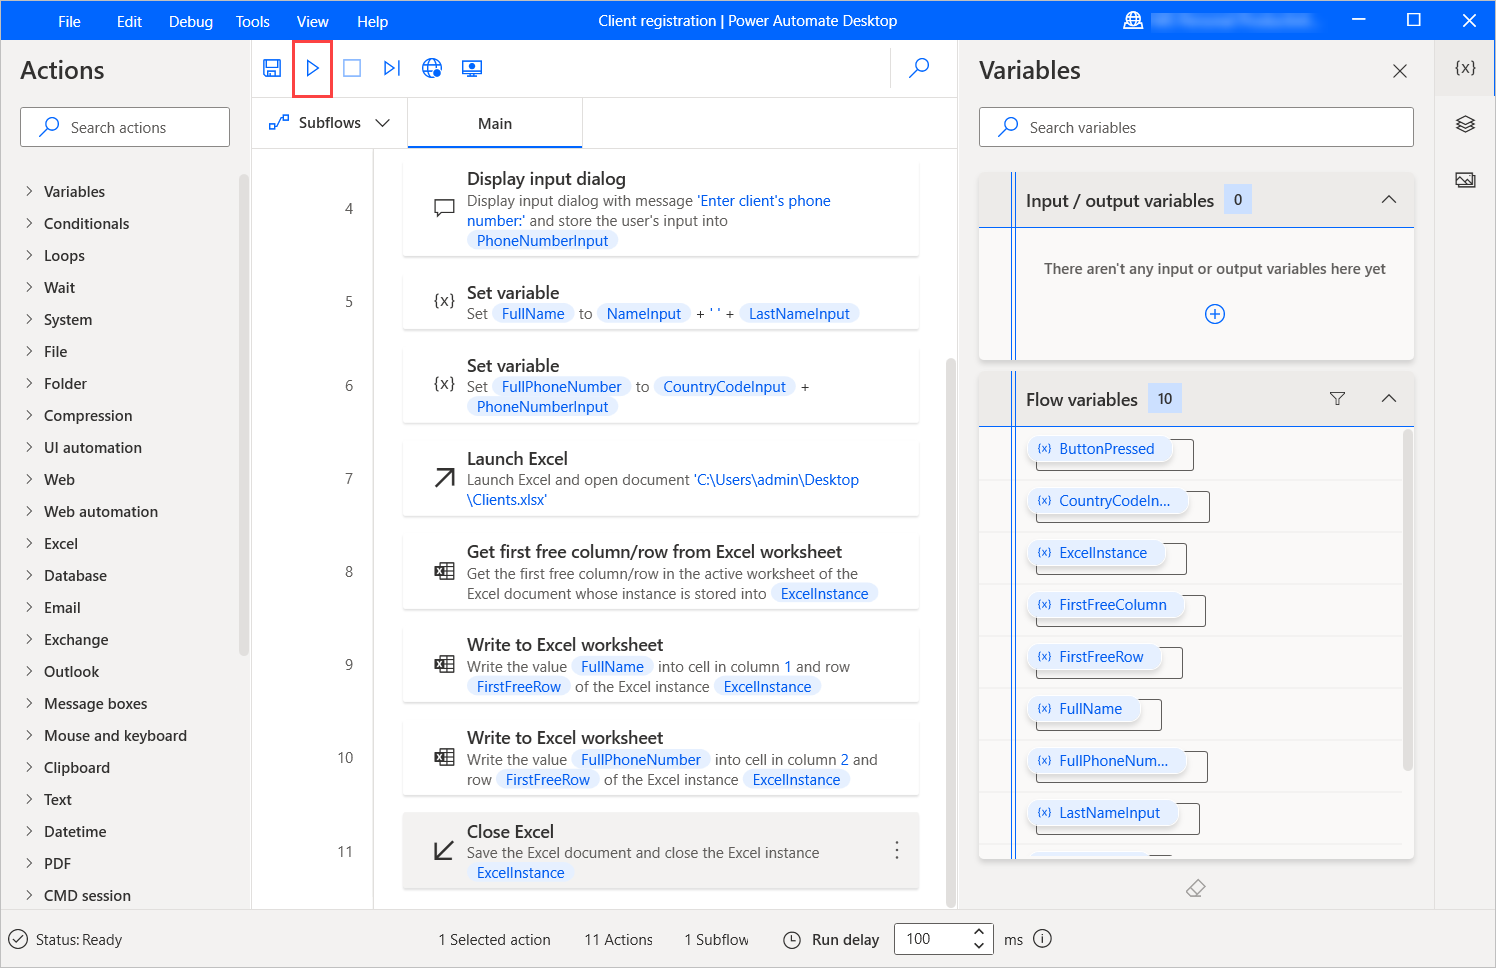 File Edit Debug Tools View Help
Client registration | Power Automate Desktop
Actions
Search actions
Variables
Conditionals
Loops
Wait
System
File
Folder
Compression
UI automation
Web
Web automation
Excel
Database
Email
Exchange
Outlook
Message boxes
Mouse and keyboard
Clipboard
Text
Datetime
PDF
CMD session
Subflows
Main
4
Display input dialog
Display input dialog with message 'Enter client's phone
number:' and store the user's input into
PhoneNumberInput
5
{x} Set variable
Set FullName to NameInput + ' ' + LastNameInput
6
{x} Set variable
Set FullPhoneNumber to CountryCodeInput +
PhoneNumberInput
7
Launch Excel
Launch Excel and open document 'C:\Users\admin\Desktop
\Clients.xlsx'
8
Get first free column/row from Excel worksheet
Get the first free column/row in the active worksheet of the
Excel document whose instance is stored into ExcelInstance
9
Write to Excel worksheet
Write the value FullName into cell in column 1 and row
FirstFreeRow of the Excel instance ExcelInstance
10
Write to Excel worksheet
Write the value FullPhoneNumber into cell in column 2 and
row FirstFreeRow of the Excel instance ExcelInstance
11
Close Excel
Save the Excel document and close the Excel instance
ExcelInstance
Variables
{x}
Search variables
Input / output variables 0
There aren't any input or output variables here yet
Flow variables 10
{x} ButtonPressed
{x} CountryCodeIn...
{x} ExcelInstance
{x} FirstFreeColumn
{x} FirstFreeRow
{x} FullName
{x} FullPhoneNum...
{x} LastNameInput
Status: Ready
1 Selected action
11 Actions
1 Subflow
Run delay
100
ms